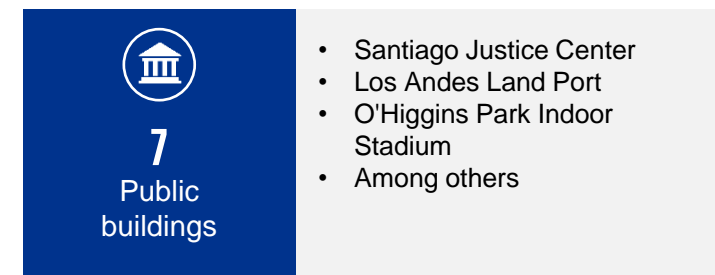 7
Public
buildings
• Santiago Justice Center
• Los Andes Land Port
• O'Higgins Park Indoor
Stadium
• Among others